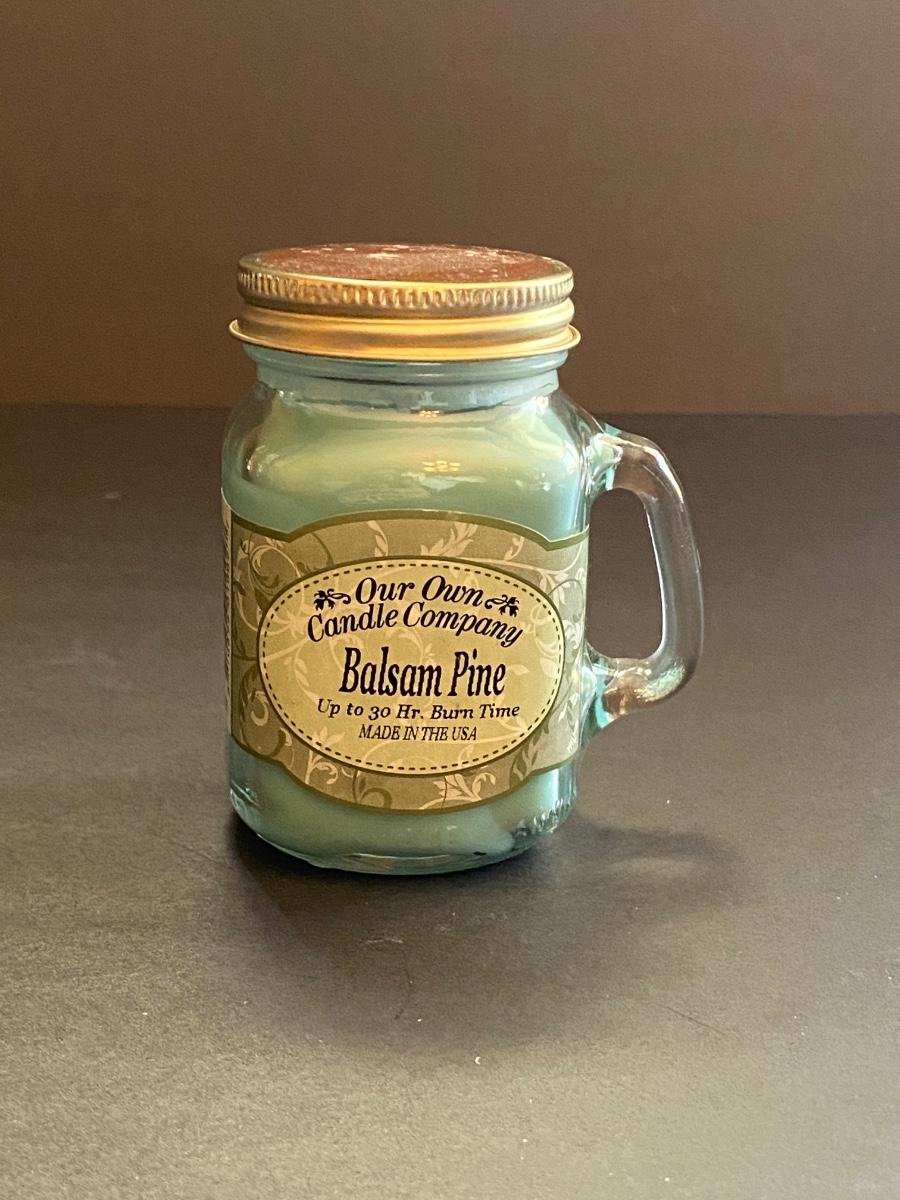 Our Own
Candle Company
Balsam Pine
Up to 30 Hr. Burn Time
MADE IN THE USA